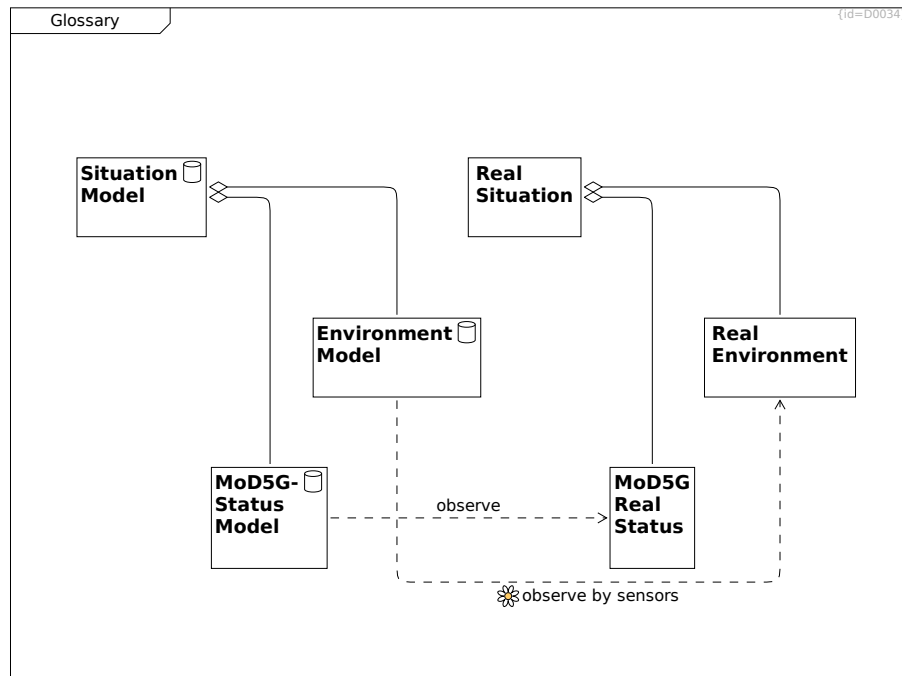 Glossary
{id=D0034
Situation
Model
Real
Situation
Environment
Model
Real
Environment
MoD5G-
Status
Model
observe
MoD5G
Real
Status
observe by sensors